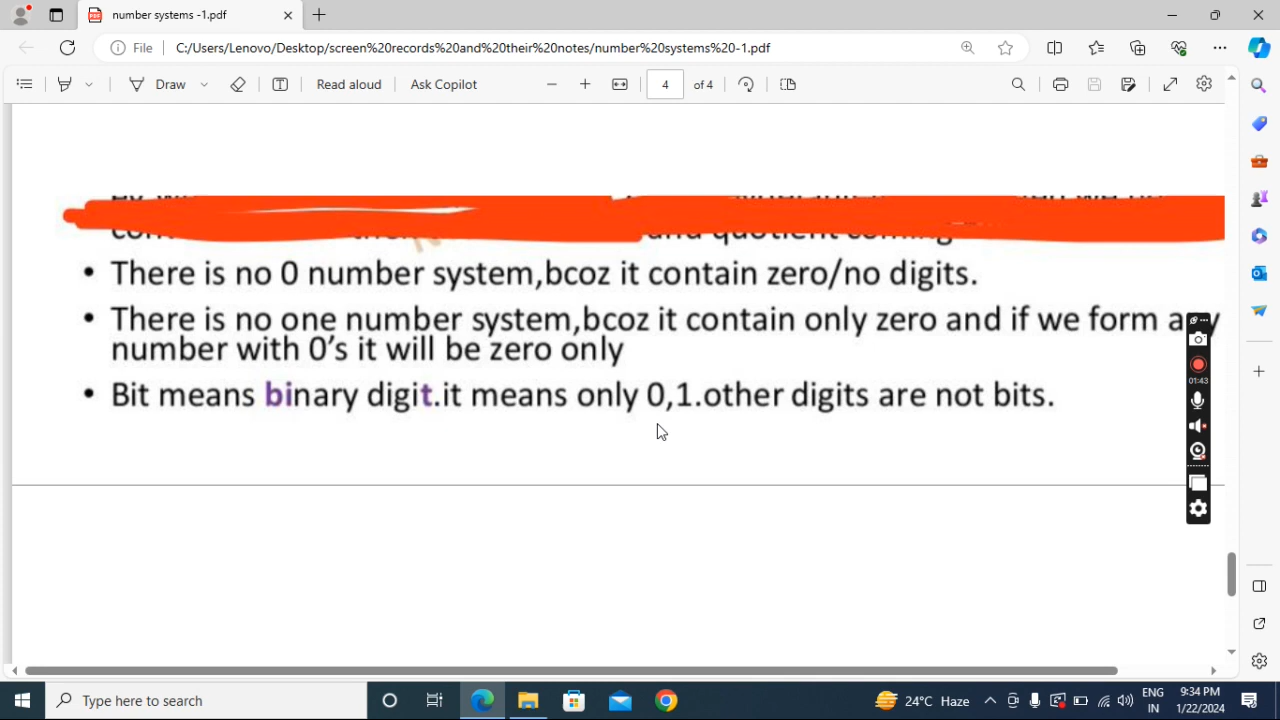 number systems -1.pdf
File
C:/Users/Lenovo/Desktop/screen%20records%20and%20their%20notes/number%20systems%20-1.pdf
Draw
Read aloud
Ask Copilot
4 of 4
and quotient coming
• There is no 0 number system,bcoz it contain zero/no digits.
• There is no one number system,bcoz it contain only zero and if we form any
number with 0's it will be zero only
• Bit means binary digit.it means only 0,1.other digits are not bits.
01:43
Type here to search
24°C Haze
ENG
IN
9:34 PM
1/22/2024